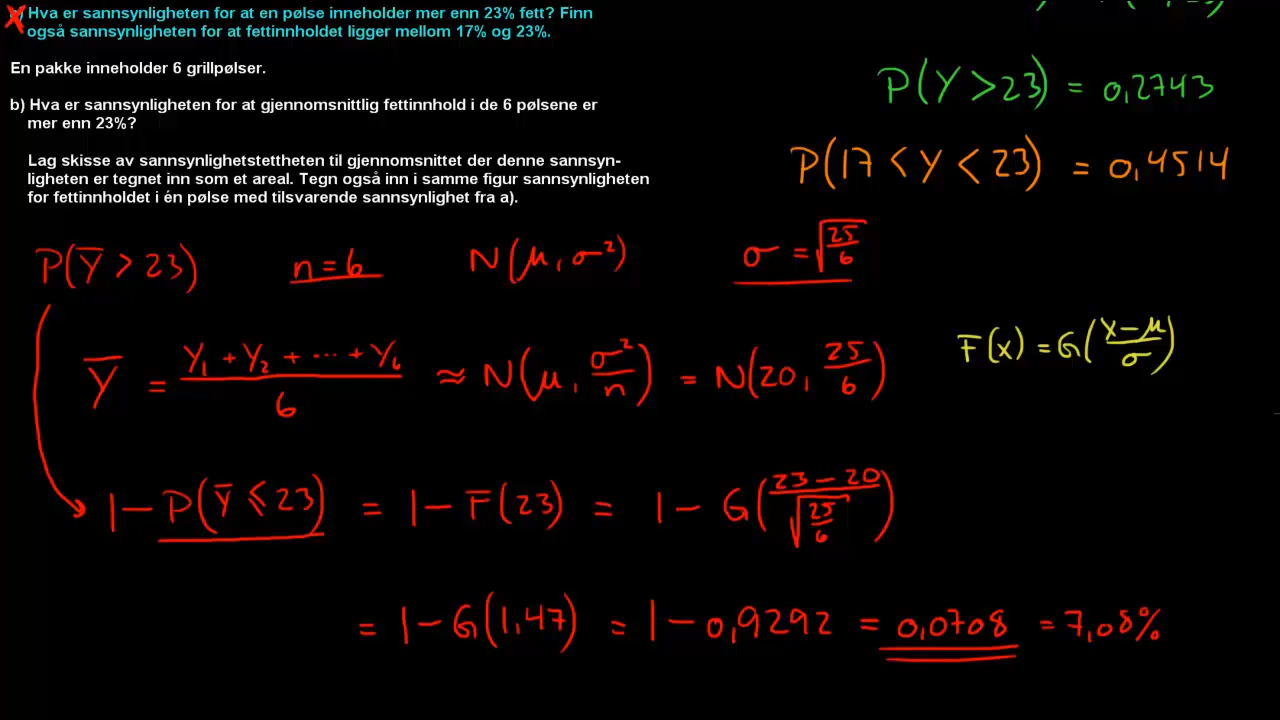 a) Hva er sannsynligheten for at en pølse inneholder mer enn 23% fett? Finn
også sannsynligheten for at fettinnholdet ligger mellom 17% og 23%.
En pakke inneholder 6 grillpølser.
b) Hva er sannsynligheten for at gjennomsnittlig fettinnhold i de 6 pølsene er
mer enn 23%?
Lag skisse av sannsynlighetstettheten til gjennomsnittet der denne sannsyn-
ligheten er tegnet inn som et areal. Tegn også inn i samme figur sannsynligheten
for fettinnholdet i én pølse med tilsvarende sannsynlighet fra a).
P(Y > 23) = 0,2743
P(17 < Y < 23) = 0,4514
P(Y̅ > 23) n = 6 N(μ, σ²) σ = √(25/6)
Y̅ = (Y₁ + Y₂ + ... + Y₆)/6 ≈ N(μ, σ²/n) = N(20, 25/6)
F(x) = G((x-μ)/σ)
1 - P(Y̅ ≤ 23) = 1 - F(23) = 1 - G((23 - 20)/√(25/6))
= 1 - G(1,47) = 1 - 0,9292 = 0,0708 = 7,08%